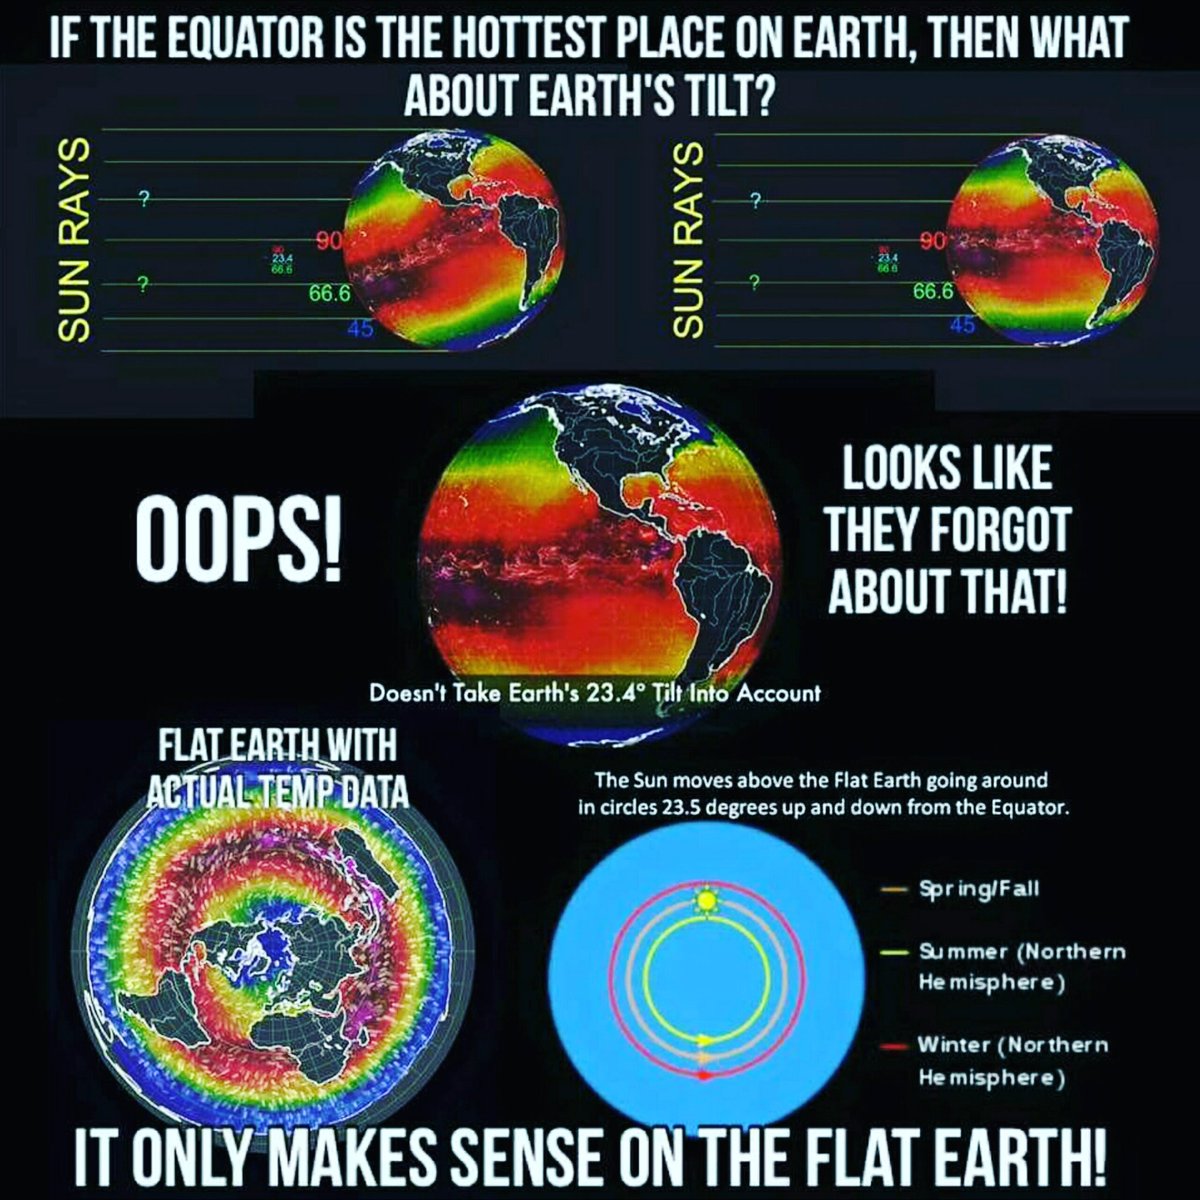 IF THE EQUATOR IS THE HOTTEST PLACE ON EARTH, THEN WHAT
ABOUT EARTH'S TILT?
SUN RAYS
?
?
90
90
23.4
66.6
66.6
45
SUN RAYS
?
?
90
90
23.4
66.6
66.6
45
OOPS!
LOOKS LIKE
THEY FORGOT
ABOUT THAT!
Doesn't Take Earth's 23.4° Tilt Into Account
FLAT EARTH WITH
ACTUAL TEMP DATA
The Sun moves above the Flat Earth going around
in circles 23.5 degrees up and down from the Equator.
Spring/Fall
Summer (Northern
Hemisphere)
Winter (Northern
Hemisphere)
IT ONLY MAKES SENSE ON THE FLAT EARTH!